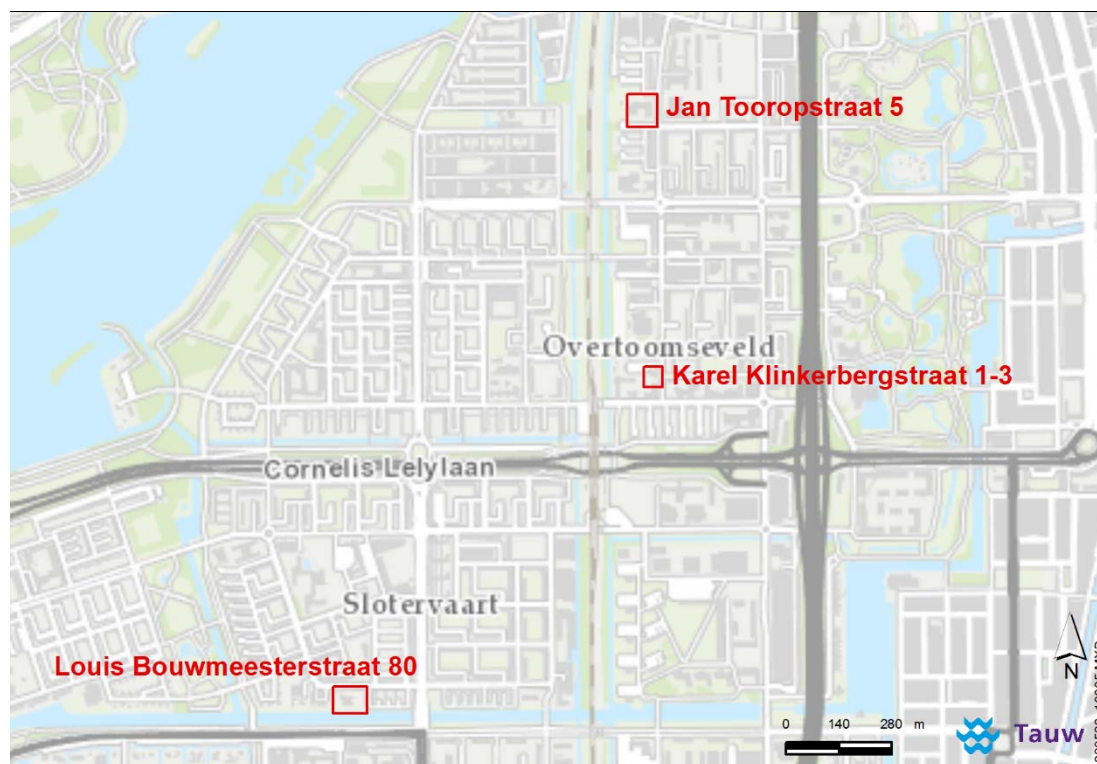 Jan Tooropstraat 5
Overtoomseveld
Karel Klinkerbergstraat 1-3
Cornelis Lelylaan
Slotervaart
Louis Bouwmeesterstraat 80
N
0 140 280 m
Tauw